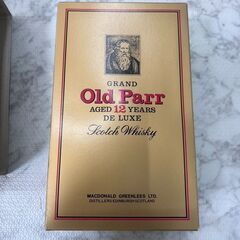 GRAND
Old Parr
AGED 12 YEARS
DE LUXE
Scotch Whisky
MACDONALD GREENLEES LTD.
DISTILLERS EDINBURGH SCOTLAND